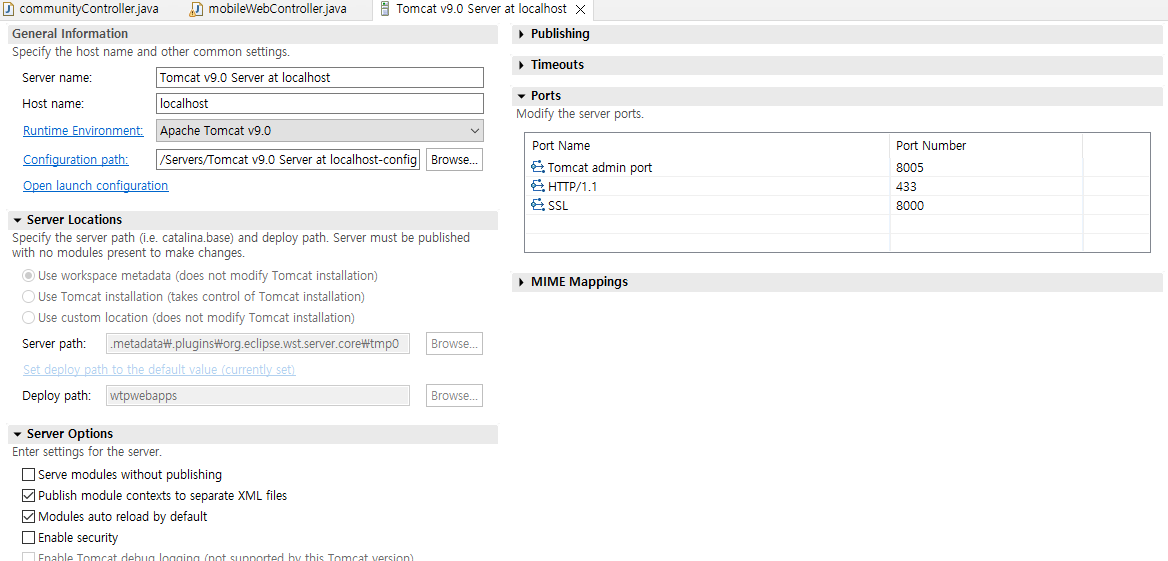 communityController.java
mobileWebController.java
Tomcat v9.0 Server at localhost
General Information
Specify the host name and other common settings.
Server name:
Tomcat v9.0 Server at localhost
Host name:
localhost
Runtime Environment:
Apache Tomcat v9.0
Configuration path:
/Servers/Tomcat v9.0 Server at localhost-config
Browse...
Open launch configuration
Server Locations
Specify the server path (i.e. catalina.base) and deploy path. Server must be published
with no modules present to make changes.
Use workspace metadata (does not modify Tomcat installation)
Use Tomcat installation (takes control of Tomcat installation)
Use custom location (does not modify Tomcat installation)
Server path:
.metadata₩.plugins₩org.eclipse.wst.server.core₩tmp0
Browse...
Set deploy path to the default value (currently set)
Deploy path:
wtpwebapps
Browse...
Server Options
Enter settings for the server.
Serve modules without publishing
Publish module contexts to separate XML files
Modules auto reload by default
Enable security
Enable Tomcat debug logging (not supported by this Tomcat version)
Publishing
Timeouts
Ports
Modify the server ports.
Port Name Port Number
Tomcat admin port 8005
HTTP/1.1 433
SSL 8000
MIME Mappings